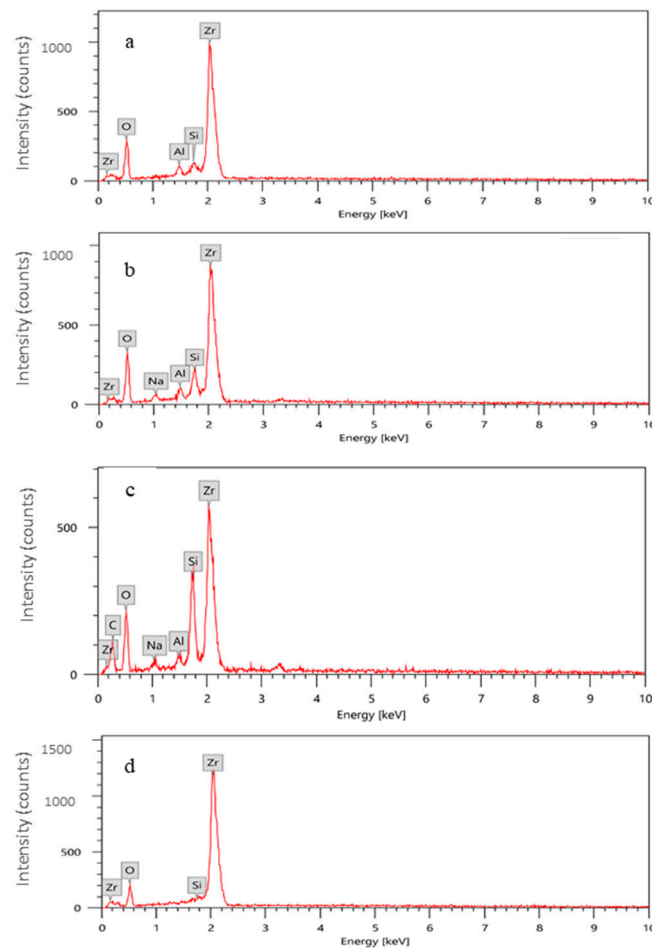 a
Zr
1000
500
0
Intensity (counts)
Zr
O
Al
Si
0 1 2 3 4 5 6 7 8 9 10
Energy [keV]
b
Zr
1000
500
0
Intensity (counts)
Zr
O
Na
Al
Si
0 1 2 3 4 5 6 7 8 9 10
Energy [keV]
c
Zr
500
0
Intensity (counts)
Zr
C
O
Na
Al
Si
0 1 2 3 4 5 6 7 8 9 10
Energy [keV]
d
Zr
1500
1000
500
0
Intensity (counts)
Zr
O
Si
0 1 2 3 4 5 6 7 8 9 10
Energy [keV]